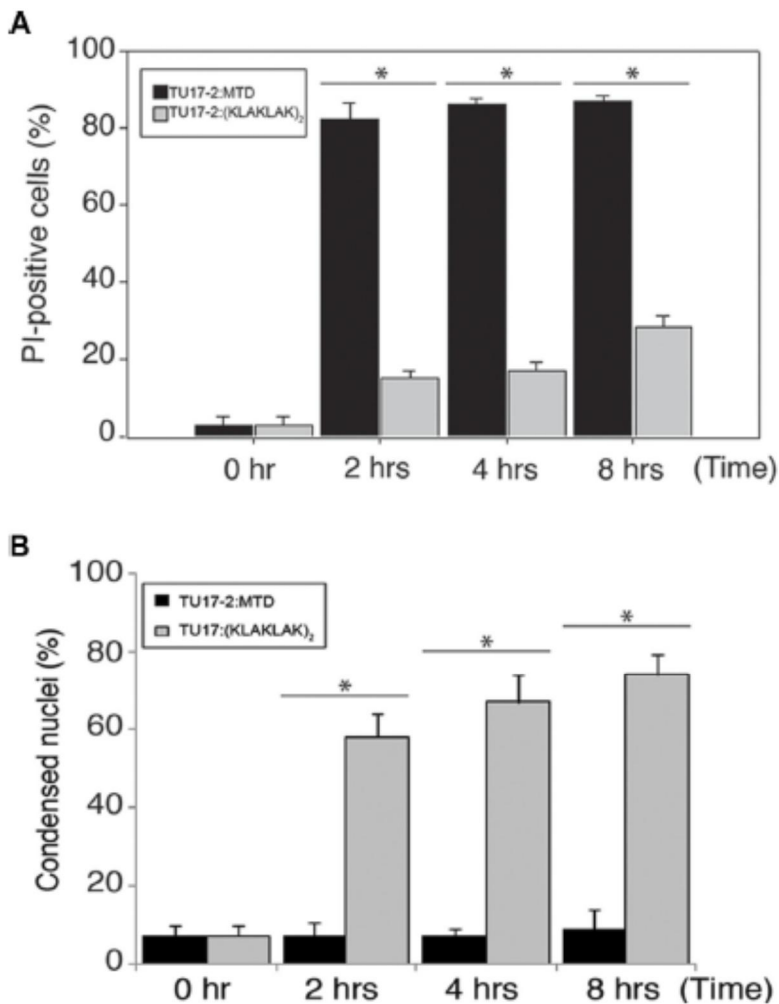 A
100
80
60
40
20
0
PI-positive cells (%)
TU17-2:MTD
TU17-2:(KLAKLAK)2
*
*
*
0 hr 2 hrs 4 hrs 8 hrs (Time)
B
100
80
60
40
20
0
Condensed nuclei (%)
TU17-2:MTD
TU17:(KLAKLAK)2
*
*
*
0 hr 2 hrs 4 hrs 8 hrs (Time)